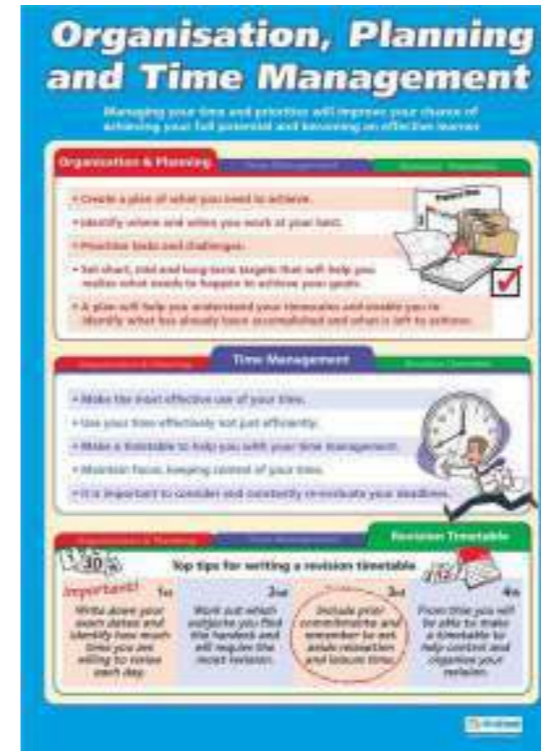 Organisation, Planning
and Time Management
Managing your time and priorities will improve your chance of
achieving your full potential and becoming an effective learner
Organisation & Planning
Time Management
Revision Timetable
• Create a plan of what you need to achieve.
• Identify where and when you work at your best.
• Prioritise tasks and challenges.
• Set short, mid and long term targets that will help you
realise what needs to happen to achieve your goals.
• A plan will help you understand your timescales and enable you to
identify what has already been accomplished and what is left to achieve.
Organisation & Planning
Time Management
Revision Timetable
• Make the most effective use of your time.
• Use your time effectively not just efficiently.
• Make a timetable to help you with your time management.
• Maintain focus, keeping control of your time.
• It is important to consider and constantly re-evaluate your deadlines.
Organisation & Planning
Time Management
Revision Timetable
30
Top tips for writing a revision timetable
12
Important!
1st
Write down your
exam dates and
identify how much
time you are
willing to revise
each day.
2nd
Work out which
subjects you find
the hardest and
will require the
most revision.
3rd
Include prior
commitments and
remember to set
aside relaxation
and leisure time.
4th
From this you will
be able to make
a timetable to
help control and
organise your
revision.